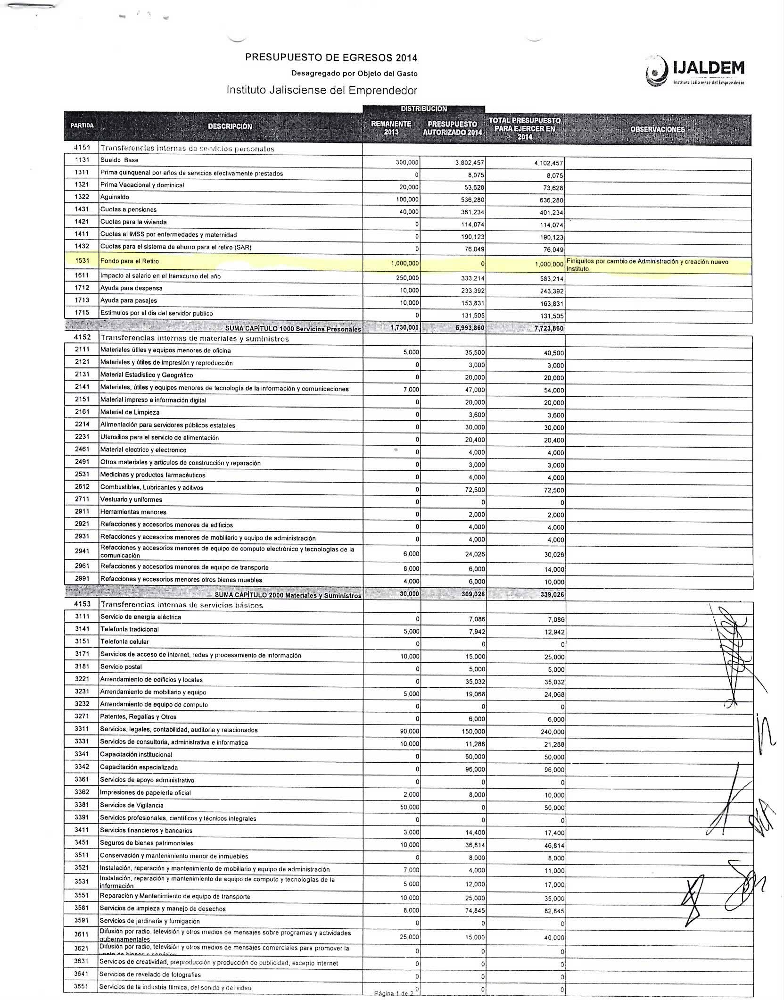 PRESUPUESTO DE EGRESOS 2014
Desagregado por Objeto del Gasto
Instituto Jalisciense del Emprendedor
IJALDEM
Instituto Jalisciense del Emprendedor
DISTRIBUCION
PARTIDA DESCRIPCIÓN REMANENTE 2013 PRESUPUESTO AUTORIZADO 2014 TOTAL PRESUPUESTO PARA EJERCER EN 2014 OBSERVACIONES
4151 Transferencias internas de servicios personales
1131 Sueldo Base 300,000 3,802,457 4,102,457
1311 Prima quinquenal por años de servicios efectivamente prestados 0 8,075 8,075
1321 Prima Vacacional y dominical 20,000 53,628 73,628
1322 Aguinaldo 100,000 536,280 636,280
1431 Cuotas a pensiones 40,000 361,234 401,234
1421 Cuotas para la vivienda 0 114,074 114,074
1411 Cuotas al IMSS por enfermedades y maternidad 0 190,123 190,123
1432 Cuotas para el sistema de ahorro para el retiro (SAR) 0 76,049 76,049
1531 Fondo para el Retiro 1,000,000 0 1,000,000 Finiquitos por cambio de Administración y creación nuevo
Instituto.
1611 Impacto al salario en el transcurso del año 250,000 333,214 583,214
1712 Ayuda para despensa 10,000 233,392 243,392
1713 Ayuda para pasajes 10,000 153,831 163,831
1715 Estimulos por el dia del servidor publico 0 131,505 131,505
SUMA CAPÍTULO 1000 Servicios Presonales 1,730,000 5,993,860 7,723,860
4152 Transferencias internas de materiales y suministros
2111 Materiales útiles y equipos menores de oficina 5,000 35,500 40,500
2121 Materiales y útiles de impresión y reproducción 0 3,000 3,000
2131 Material Estadistico y Geográfico 0 20,000 20,000
2141 Materiales, útiles y equipos menores de tecnología de la información y comunicaciones 7,000 47,000 54,000
2151 Material impreso e información digital 0 20,000 20,000
2161 Material de Limpieza 0 3,600 3,600
2214 Alimentación para servidores públicos estatales 0 30,000 30,000
2231 Utensilios para el servicio de alimentación 0 20,400 20,400
2461 Material electrico y electronico 0 4,000 4,000
2491 Otros materiales y articulos de construcción y reparación 0 3,000 3,000
2531 Medicinas y productos farmacéuticos 0 4,000 4,000
2612 Combustibles, Lubricantes y aditivos 0 72,500 72,500
2711 Vestuario y uniformes 0 0 0
2911 Herramientas menores 0 2,000 2,000
2921 Refacciones y accesorios menores de edificios 0 4,000 4,000
2931 Refacciones y accesorios menores de mobiliario y equipo de administración 0 4,000 4,000
2941 Refacciones y accesorios menores de equipo de computo electrónico y tecnologías de la
comunicación 6,000 24,026 30,026
2961 Refacciones y accesorios menores de equipo de transporte 8,000 6,000 14,000
2991 Refacciones y accesorios menores otros bienes muebles 4,000 6,000 10,000
SUMA CAPÍTULO 2000 Materiales y Suministros 30,000 309,026 339,026
4153 Transferencias internas de servicios básicos
3111 Servicio de energía eléctrica 0 7,086 7,086
3141 Telefonía tradicional 5,000 7,942 12,942
3151 Telefonía celular 0 0 0
3171 Servicios de acceso de internet, redes y procesamiento de información 10,000 15,000 25,000
3181 Servicio postal 0 5,000 5,000
3221 Arrendamiento de edificios y locales 0 35,032 35,032
3231 Arrendamiento de mobiliario y equipo 5,000 19,068 24,068
3232 Arrendamiento de equipo de computo 0 0 0
3271 Patentes, Regalías y Otros 0 6,000 6,000
3311 Servicios, legales, contabilidad, auditoria y relacionados 90,000 150,000 240,000
3331 Servicios de consultoria, administrativa e informatica 10,000 11,288 21,288
3341 Capacitación institucional 0 50,000 50,000
3342 Capacitación especializada 0 96,000 96,000
3361 Servicios de apoyo administrativo 0 0 0
3362 Impresiones de papelería oficial 2,000 8,000 10,000
3381 Servicios de Vigilancia 50,000 0 50,000
3391 Servicios profesionales, científicos y técnicos integrales 0 0 0
3411 Servicios financieros y bancarios 3,000 14,400 17,400
3451 Seguros de bienes patrimoniales 10,000 36,814 46,814
3511 Conservación y mantenimiento menor de inmuebles 0 8,000 8,000
3521 Instalación, reparación y mantenimiento de mobiliario y equipo de administración 7,000 4,000 11,000
3531 Instalación, reparación y mantenimiento de equipo de computo y tecnologías de la
información 5,000 12,000 17,000
3551 Reparación y Mantenimiento de equipo de transporte 10,000 25,000 35,000
3581 Servicios de limpieza y manejo de desechos 8,000 74,845 82,845
3591 Servicios de jardineria y fumigación 0 0 0
3611 Difusión por radio, televisión y otros medios de mensajes sobre programas y actividades
gubernamentales 25,000 15,000 40,000
3621 Difusión por radio, televisión y otros medios de mensajes comerciales para promover la
0 0 0
3631 Servicios de creatividad, preproducción y producción de publicidad, excepto internet 0 0 0
3641 Servicios de revelado de fotografias 0 0 0
3651 Servicios de la industria fílmica, del sonido y del video 0 0 0
Página 1 de 2